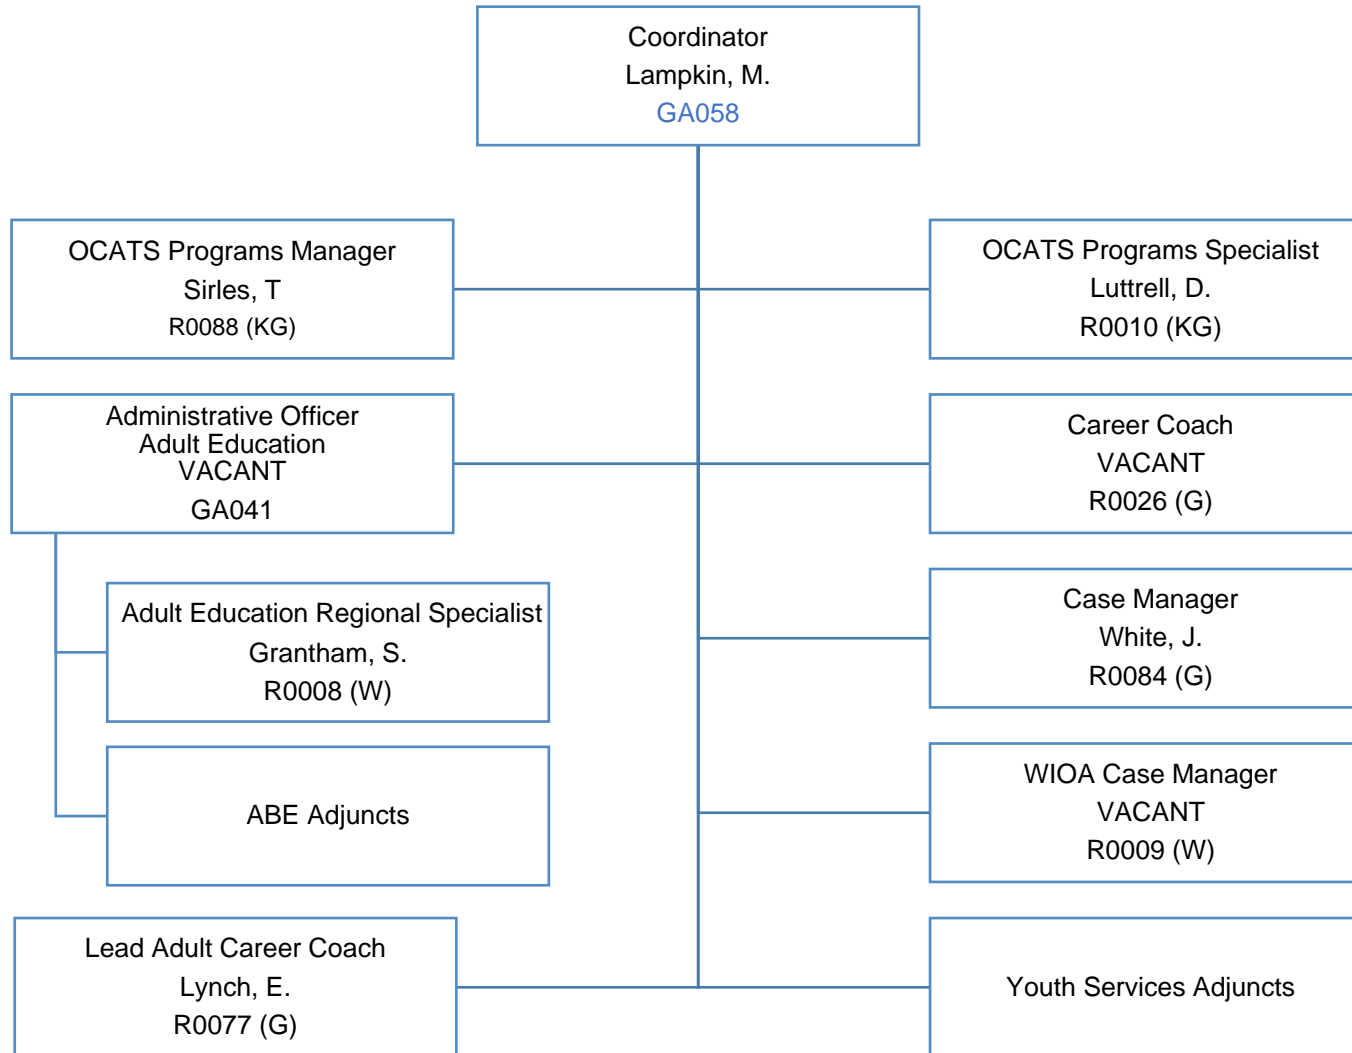 Coordinator
Lampkin, M.
GA058
OCATS Programs Manager
Sirles, T
R0088 (KG)
OCATS Programs Specialist
Luttrell, D.
R0010 (KG)
Administrative Officer
Adult Education
VACANT
GA041
Career Coach
VACANT
R0026 (G)
Adult Education Regional Specialist
Grantham, S.
R0008 (W)
Case Manager
White, J.
R0084 (G)
ABE Adjuncts
WIOA Case Manager
VACANT
R0009 (W)
Lead Adult Career Coach
Lynch, E.
R0077 (G)
Youth Services Adjuncts